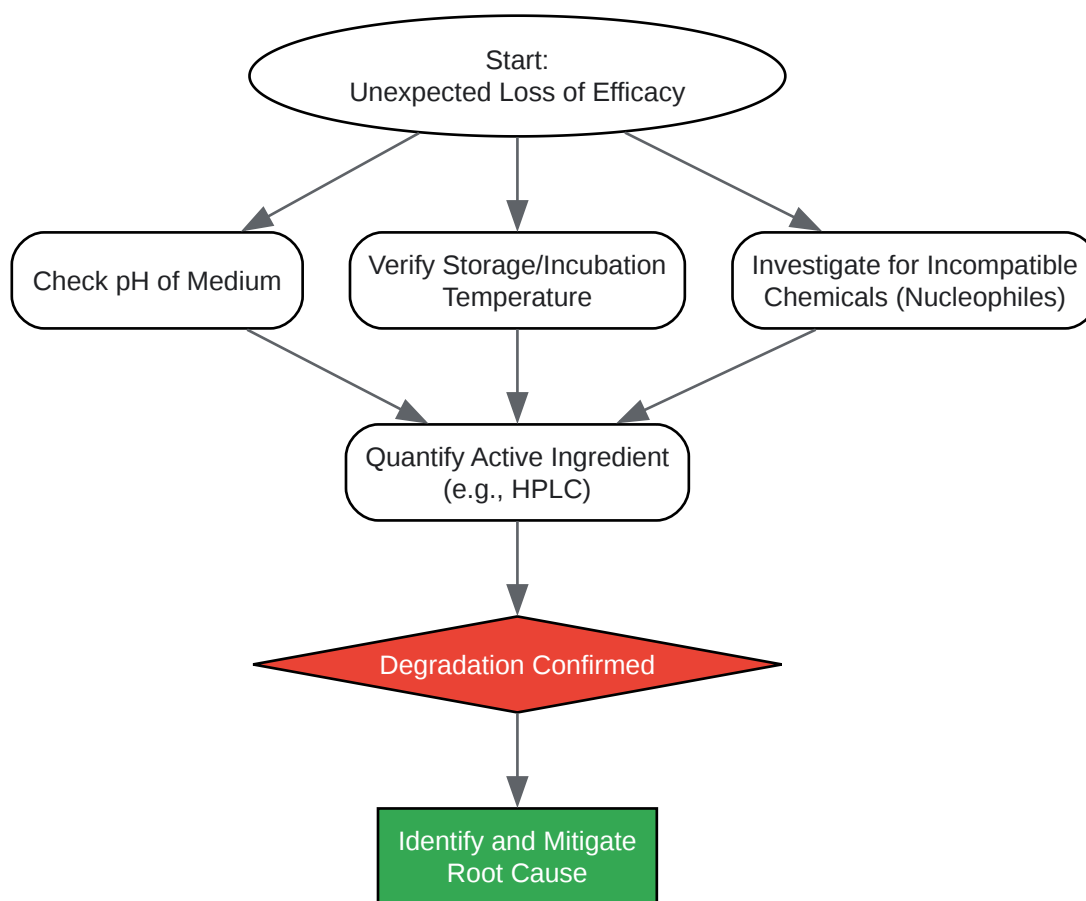 Start:
Unexpected Loss of Efficacy
Check pH of Medium
Verify Storage/Incubation
Temperature
Investigate for Incompatible
Chemicals (Nucleophiles)
Quantify Active Ingredient
(e.g., HPLC)
Degradation Confirmed
Identify and Mitigate
Root Cause